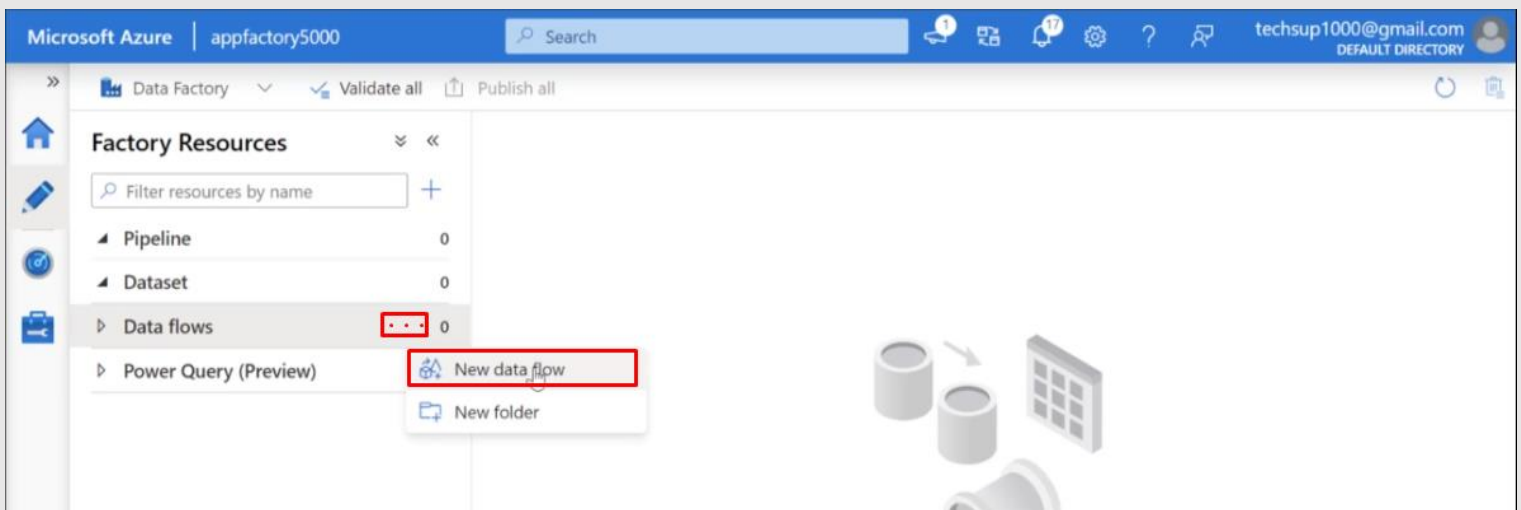 Microsoft Azure | appfactory5000
Search
1
17
?
techsup1000@gmail.com
DEFAULT DIRECTORY
»
Data Factory
Validate all
Publish all
Factory Resources
«
Filter resources by name
+
Pipeline 0
Dataset 0
Data flows ... 0
Power Query (Preview)
New data flow
New folder